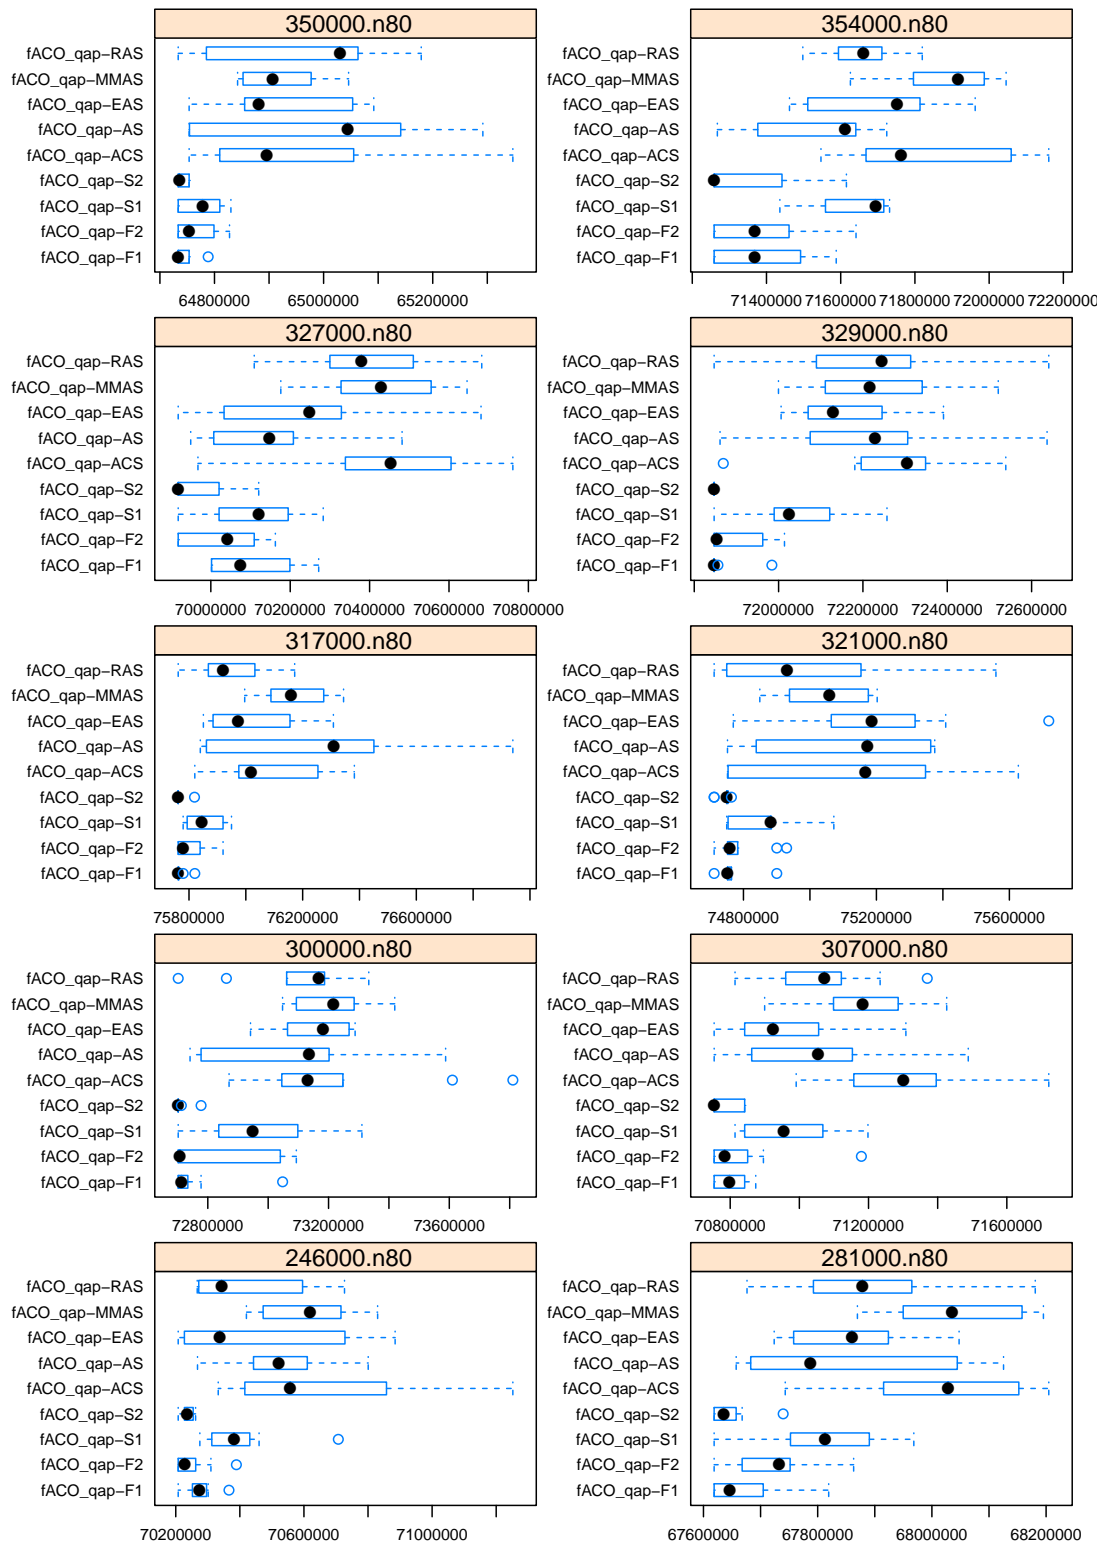 350000.n80
fACO_qap−RAS
fACO_qap−MMAS
fACO_qap−EAS
fACO_qap−AS
fACO_qap−ACS
fACO_qap−S2
fACO_qap−S1
fACO_qap−F2
fACO_qap−F1
64800000 65000000 65200000
354000.n80
fACO_qap−RAS
fACO_qap−MMAS
fACO_qap−EAS
fACO_qap−AS
fACO_qap−ACS
fACO_qap−S2
fACO_qap−S1
fACO_qap−F2
fACO_qap−F1
71400000 71600000 71800000 72000000 72200000
327000.n80
fACO_qap−RAS
fACO_qap−MMAS
fACO_qap−EAS
fACO_qap−AS
fACO_qap−ACS
fACO_qap−S2
fACO_qap−S1
fACO_qap−F2
fACO_qap−F1
70000000 70200000 70400000 70600000 70800000
329000.n80
fACO_qap−RAS
fACO_qap−MMAS
fACO_qap−EAS
fACO_qap−AS
fACO_qap−ACS
fACO_qap−S2
fACO_qap−S1
fACO_qap−F2
fACO_qap−F1
72000000 72200000 72400000 72600000
317000.n80
fACO_qap−RAS
fACO_qap−MMAS
fACO_qap−EAS
fACO_qap−AS
fACO_qap−ACS
fACO_qap−S2
fACO_qap−S1
fACO_qap−F2
fACO_qap−F1
75800000 76200000 76600000
321000.n80
fACO_qap−RAS
fACO_qap−MMAS
fACO_qap−EAS
fACO_qap−AS
fACO_qap−ACS
fACO_qap−S2
fACO_qap−S1
fACO_qap−F2
fACO_qap−F1
74800000 75200000 75600000
300000.n80
fACO_qap−RAS
fACO_qap−MMAS
fACO_qap−EAS
fACO_qap−AS
fACO_qap−ACS
fACO_qap−S2
fACO_qap−S1
fACO_qap−F2
fACO_qap−F1
72800000 73200000 73600000
307000.n80
fACO_qap−RAS
fACO_qap−MMAS
fACO_qap−EAS
fACO_qap−AS
fACO_qap−ACS
fACO_qap−S2
fACO_qap−S1
fACO_qap−F2
fACO_qap−F1
70800000 71200000 71600000
246000.n80
fACO_qap−RAS
fACO_qap−MMAS
fACO_qap−EAS
fACO_qap−AS
fACO_qap−ACS
fACO_qap−S2
fACO_qap−S1
fACO_qap−F2
fACO_qap−F1
70200000 70600000 71000000
281000.n80
fACO_qap−RAS
fACO_qap−MMAS
fACO_qap−EAS
fACO_qap−AS
fACO_qap−ACS
fACO_qap−S2
fACO_qap−S1
fACO_qap−F2
fACO_qap−F1
67600000 67800000 68000000 68200000